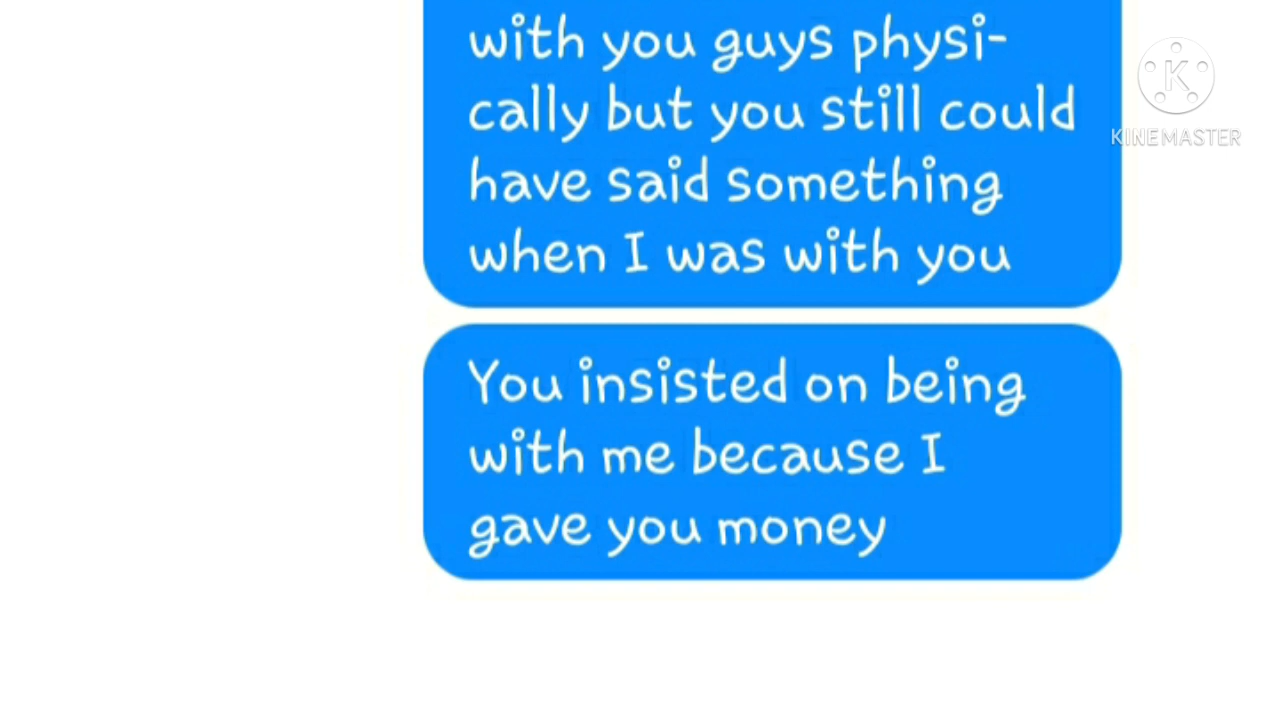 with you guys physi-
cally but you still could
have said something
when I was with you
You insisted on being
with me because I
gave you money
K
KINEMASTER